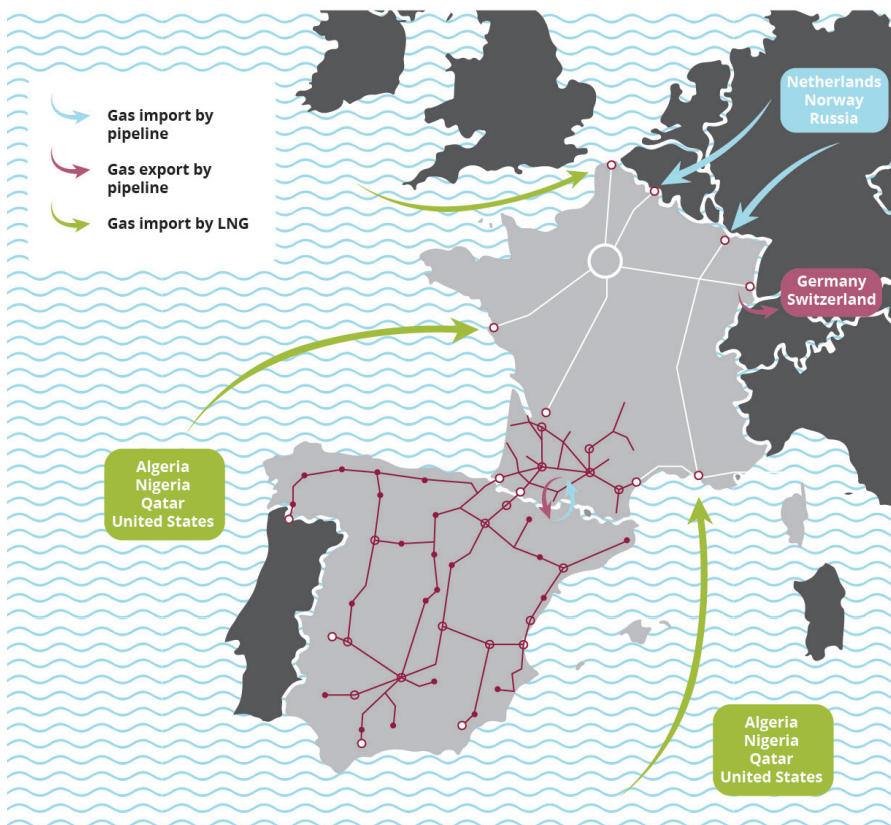 Gas import by
pipeline
Gas export by
pipeline
Gas import by LNG
Netherlands
Norway
Russia
Germany
Switzerland
Algeria
Nigeria
Qatar
United States
Algeria
Nigeria
Qatar
United States